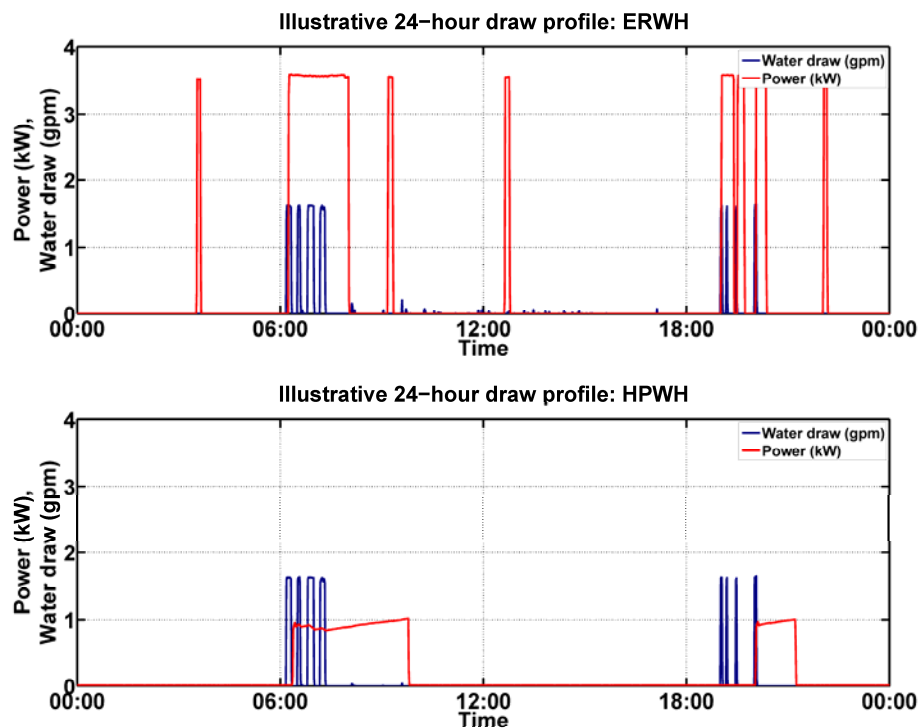 Illustrative 24−hour draw profile: ERWH
Power (kW),
Water draw (gpm)
4
3
2
1
0
Water draw (gpm)
Power (kW)
00:00 06:00 12:00 18:00 00:00
Time
Illustrative 24−hour draw profile: HPWH
Power (kW),
Water draw (gpm)
4
3
2
1
0
Water draw (gpm)
Power (kW)
00:00 06:00 12:00 18:00 00:00
Time